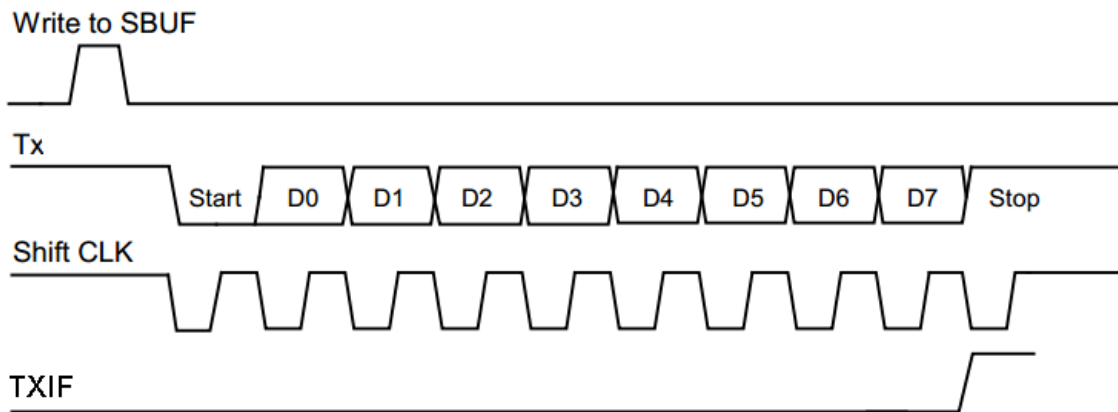 Write to SBUF
Tx
Start D0 D1 D2 D3 D4 D5 D6 D7 Stop
Shift CLK
TXIF